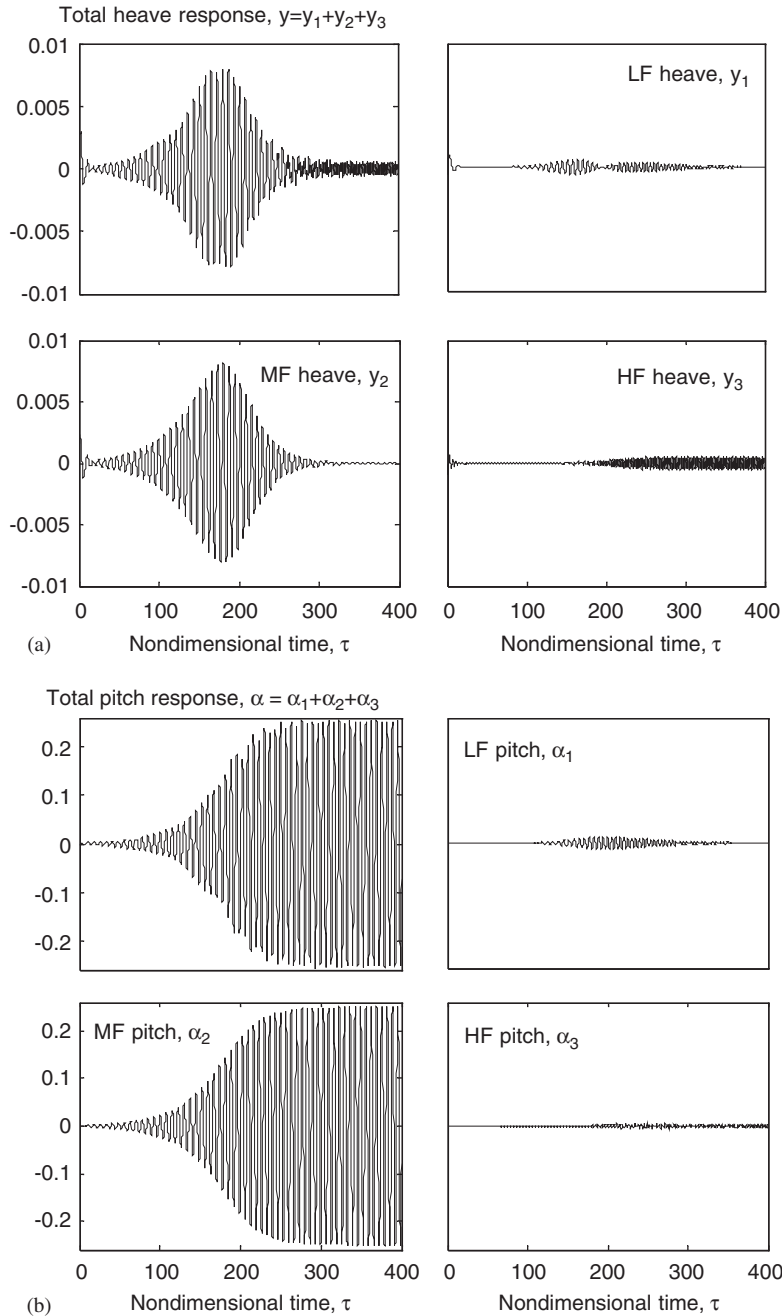 Total heave response, y=y₁+y₂+y₃
0.01
0.005
0
-0.005
-0.01
LF heave, y₁
0.01
0.005
0
-0.005
-0.01
MF heave, y₂
HF heave, y₃
0 100 200 300 400
0 100 200 300 400
(a) Nondimensional time, τ
Nondimensional time, τ
Total pitch response, α = α₁+α₂+α₃
0.2
0.1
0
-0.1
-0.2
LF pitch, α₁
0.2
0.1
0
-0.1
-0.2
MF pitch, α₂
HF pitch, α₃
0 100 200 300 400
0 100 200 300 400
(b) Nondimensional time, τ
Nondimensional time, τ